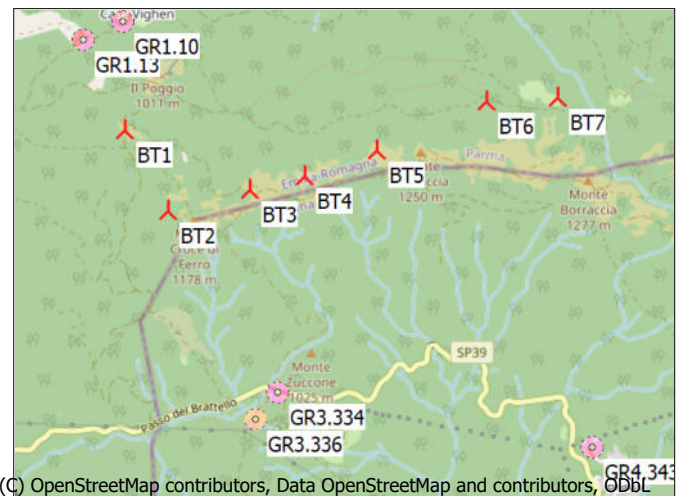 Vighen
GR1.10
GR1.13
Il Poggio
1011 m
BT1
BT6
BT7
Emilia-Romagna
Parma
BT5
1250 m
BT4
BT3
Monte
Borraccia
1277 m
BT2
Croce di
Ferro
1178 m
SP39
Monte
Zuccone
1025 m
Passo del Brattello
GR3.334
GR3.336
GR4.343
(C) OpenStreetMap contributors, Data OpenStreetMap and contributors, ODbL